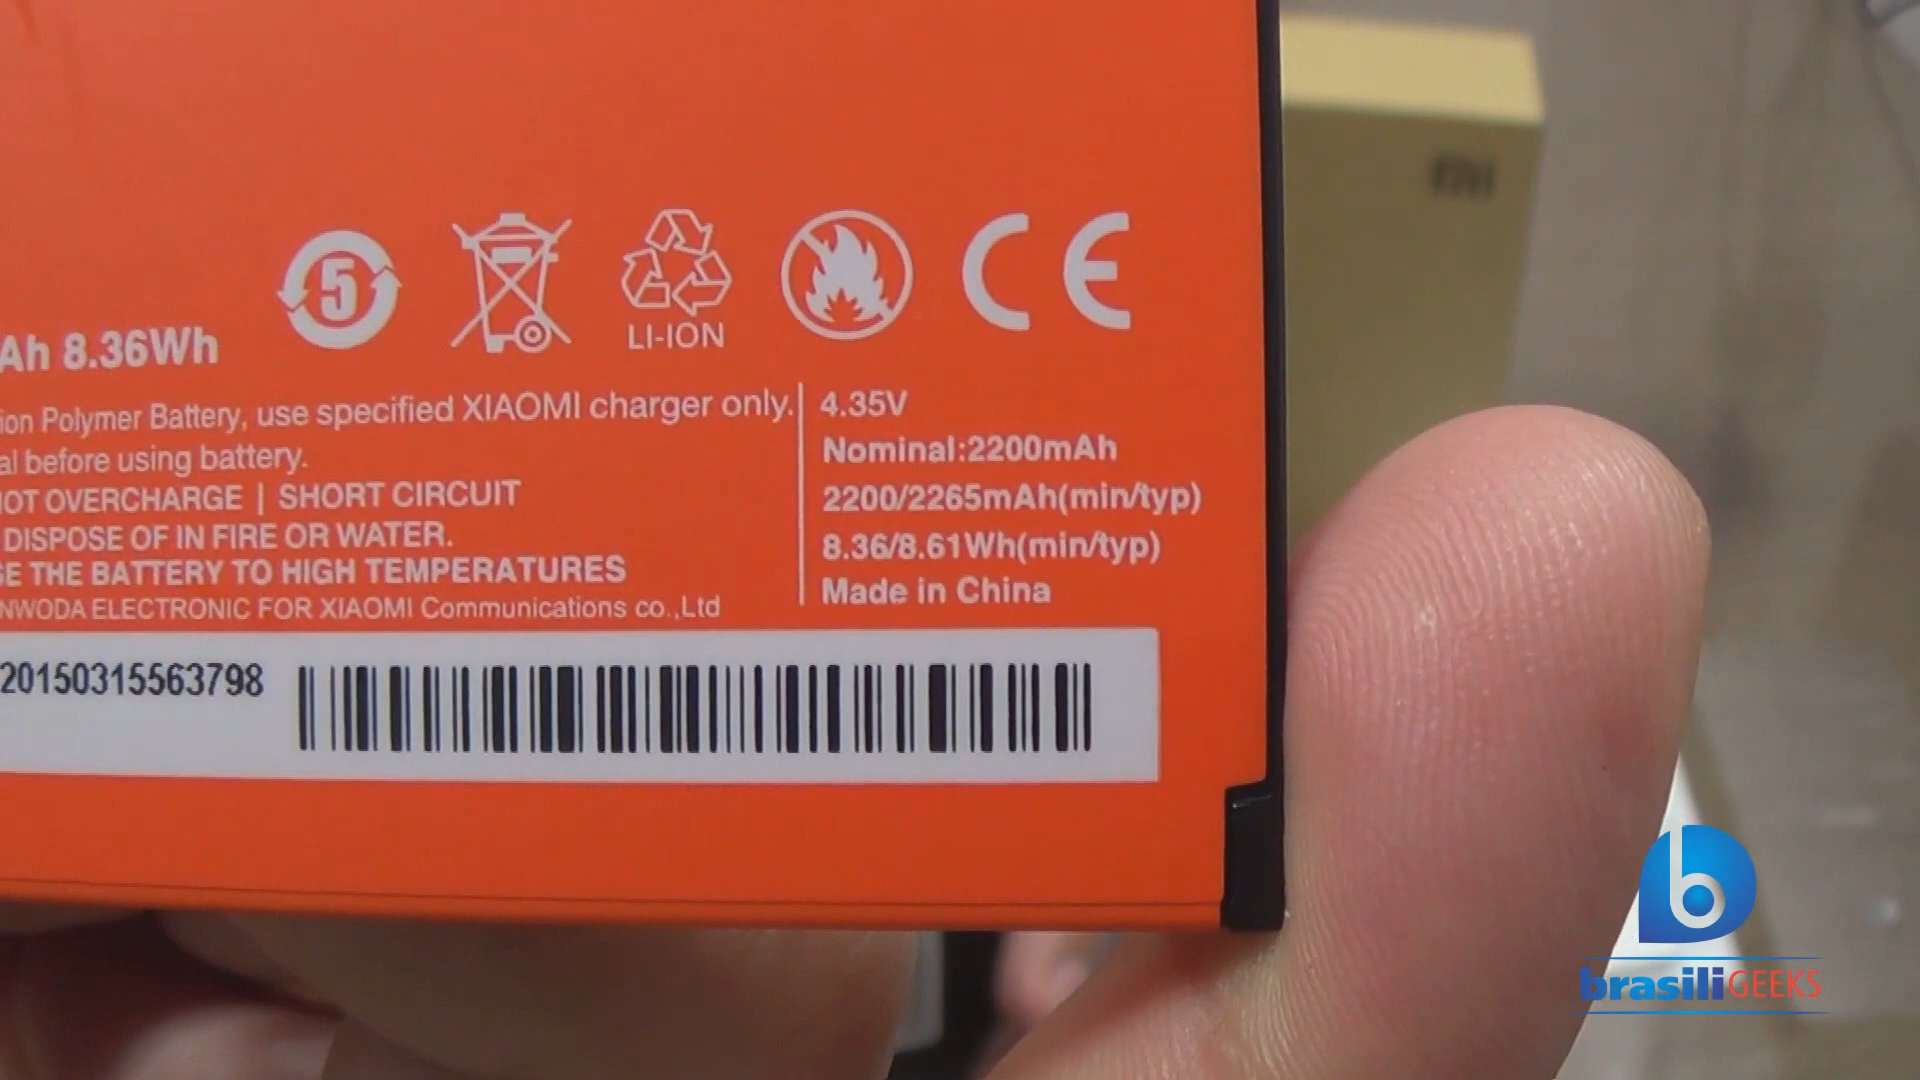 5
LI-ION
CE
Ah 8.36Wh
ion Polymer Battery, use specified XIAOMI charger only.
al before using battery.
NOT OVERCHARGE | SHORT CIRCUIT
DISPOSE OF IN FIRE OR WATER.
SE THE BATTERY TO HIGH TEMPERATURES
NWODA ELECTRONIC FOR XIAOMI Communications co.,Ltd
4.35V
Nominal:2200mAh
2200/2265mAh(min/typ)
8.36/8.61Wh(min/typ)
Made in China
20150315563798
b
brasiliGEEKS